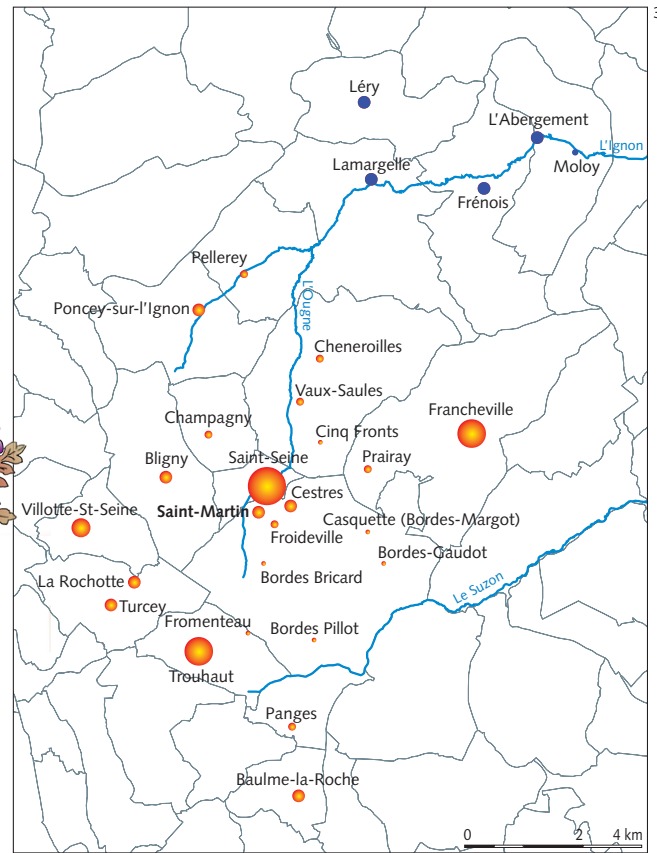 3
Léry
L'Abergement
L'Ignon
Lamargelle
Moloy
Frénois
Pellerey
L'Ougne
Poncey-sur-l'Ignon
Cheneroilles
Vaux-Saules
Champagny
Francheville
Cinq Fronts
Saint-Seine
Bligny
Prairay
Cestres
Villotte-St-Seine
Saint-Martin
Casquette (Bordes-Margot)
Froideville
Bordes-Gaudot
La Rochotte
Bordes Bricard
Le Suzon
Turcey
Fromenteau
Bordes Pillot
Trouhaut
Panges
Baulme-la-Roche
0 2 4 km